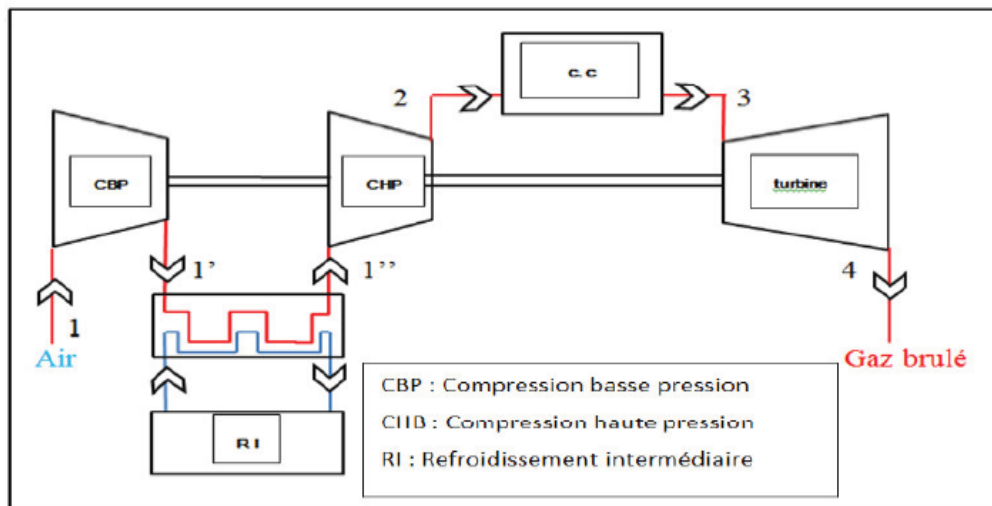 c. c
2
3
CBP
CHP
turbine
1’
1’’
4
1
Air
Gaz brulé
R I
CBP : Compression basse pression
CHB : Compression haute pression
RI : Refroidissement intermédiaire